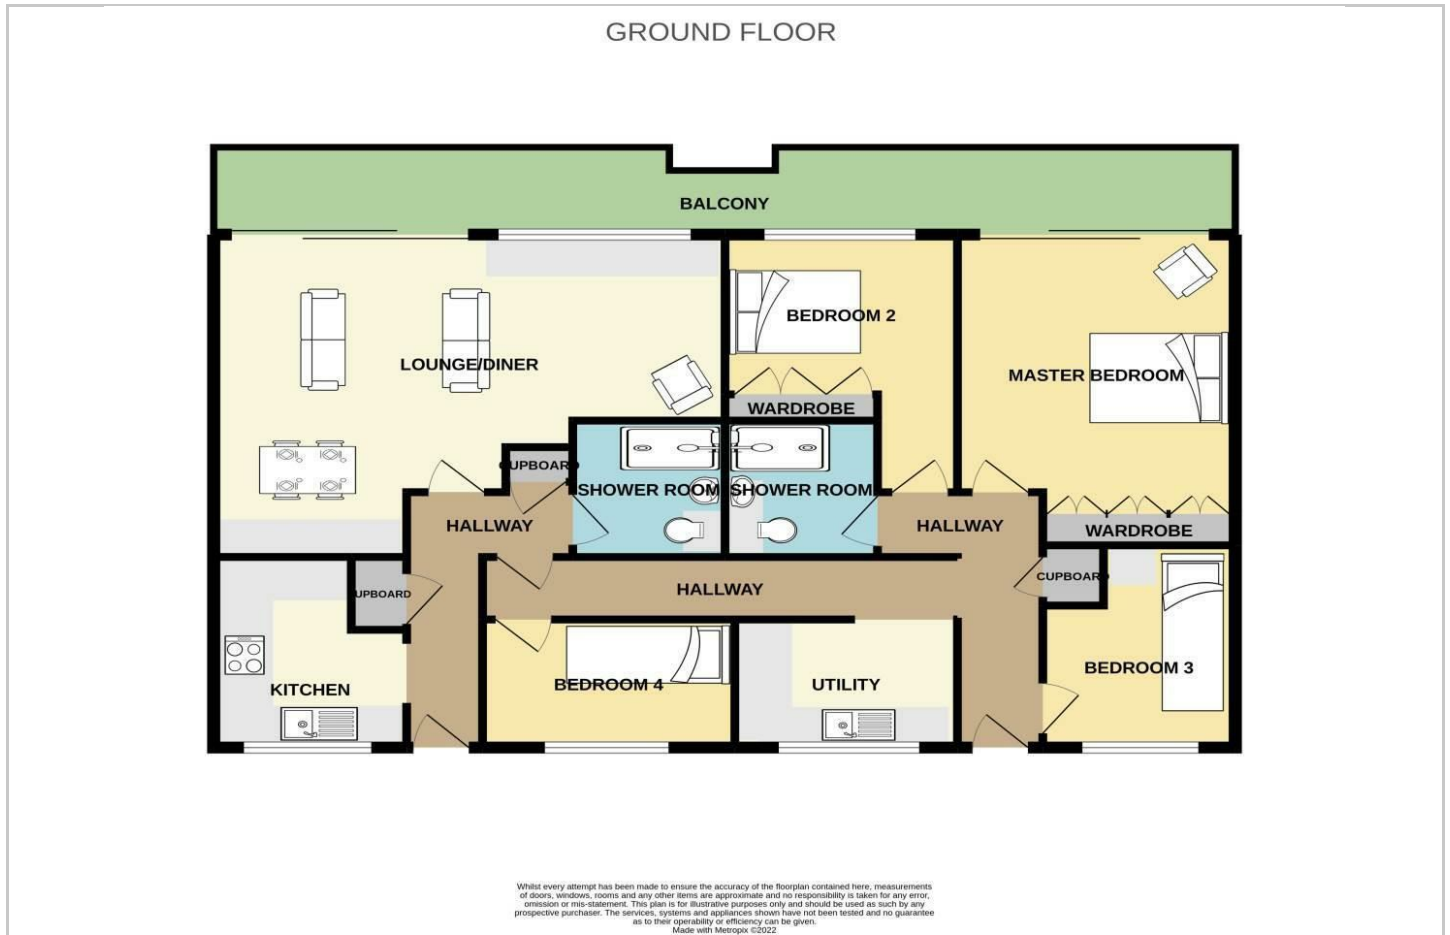 GROUND FLOOR
BALCONY
BEDROOM 2
LOUNGE/DINER
MASTER BEDROOM
WARDROBE
CUPBOARD
SHOWER ROOM
SHOWER ROOM
HALLWAY
HALLWAY
WARDROBE
CUPBOARD
HALLWAY
UPBOARD
BEDROOM 3
KITCHEN
BEDROOM 4
UTILITY
Whilst every attempt has been made to ensure the accuracy of the floorplan contained here, measurements
of doors, windows, rooms and any other items are approximate and no responsibility is taken for any error,
omission or mis-statement. This plan is for illustrative purposes only and should be used as such by any
prospective purchaser. The services, systems and appliances shown have not been tested and no guarantee
as to their operability or efficiency can be given.
Made with Metropix ©2022